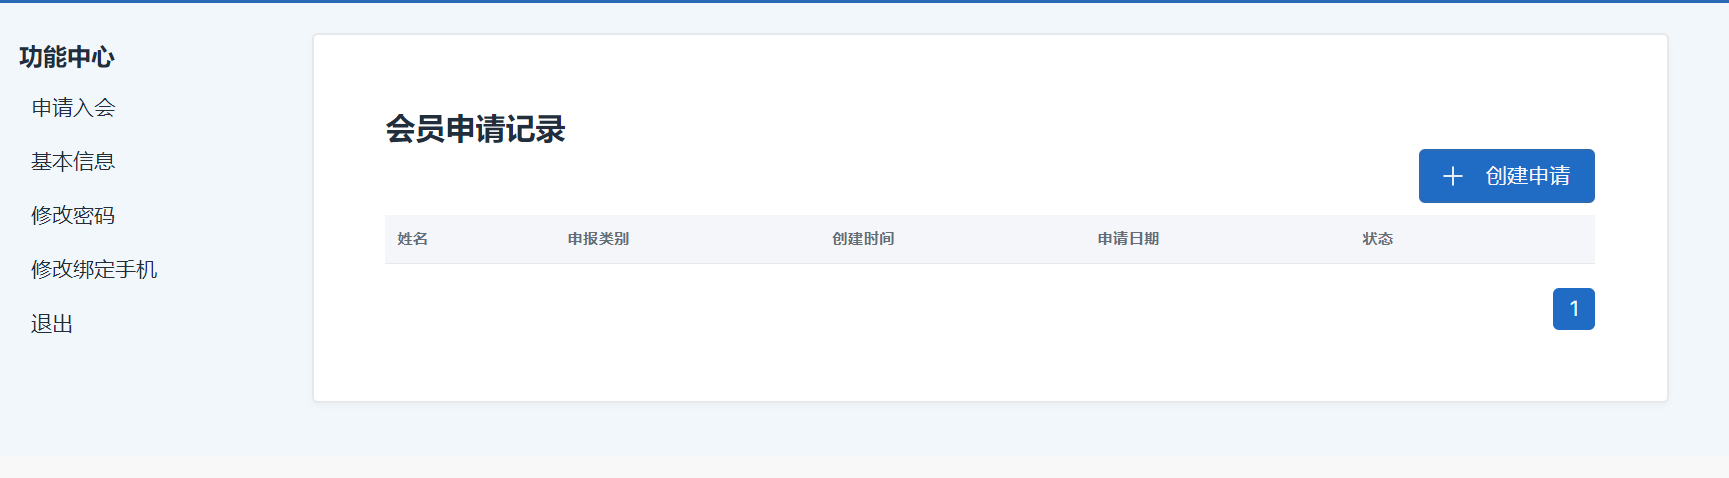 功能中心
申请入会
基本信息
修改密码
修改绑定手机
退出
会员申请记录
创建申请
姓名 申报类别 创建时间 申请日期 状态
1